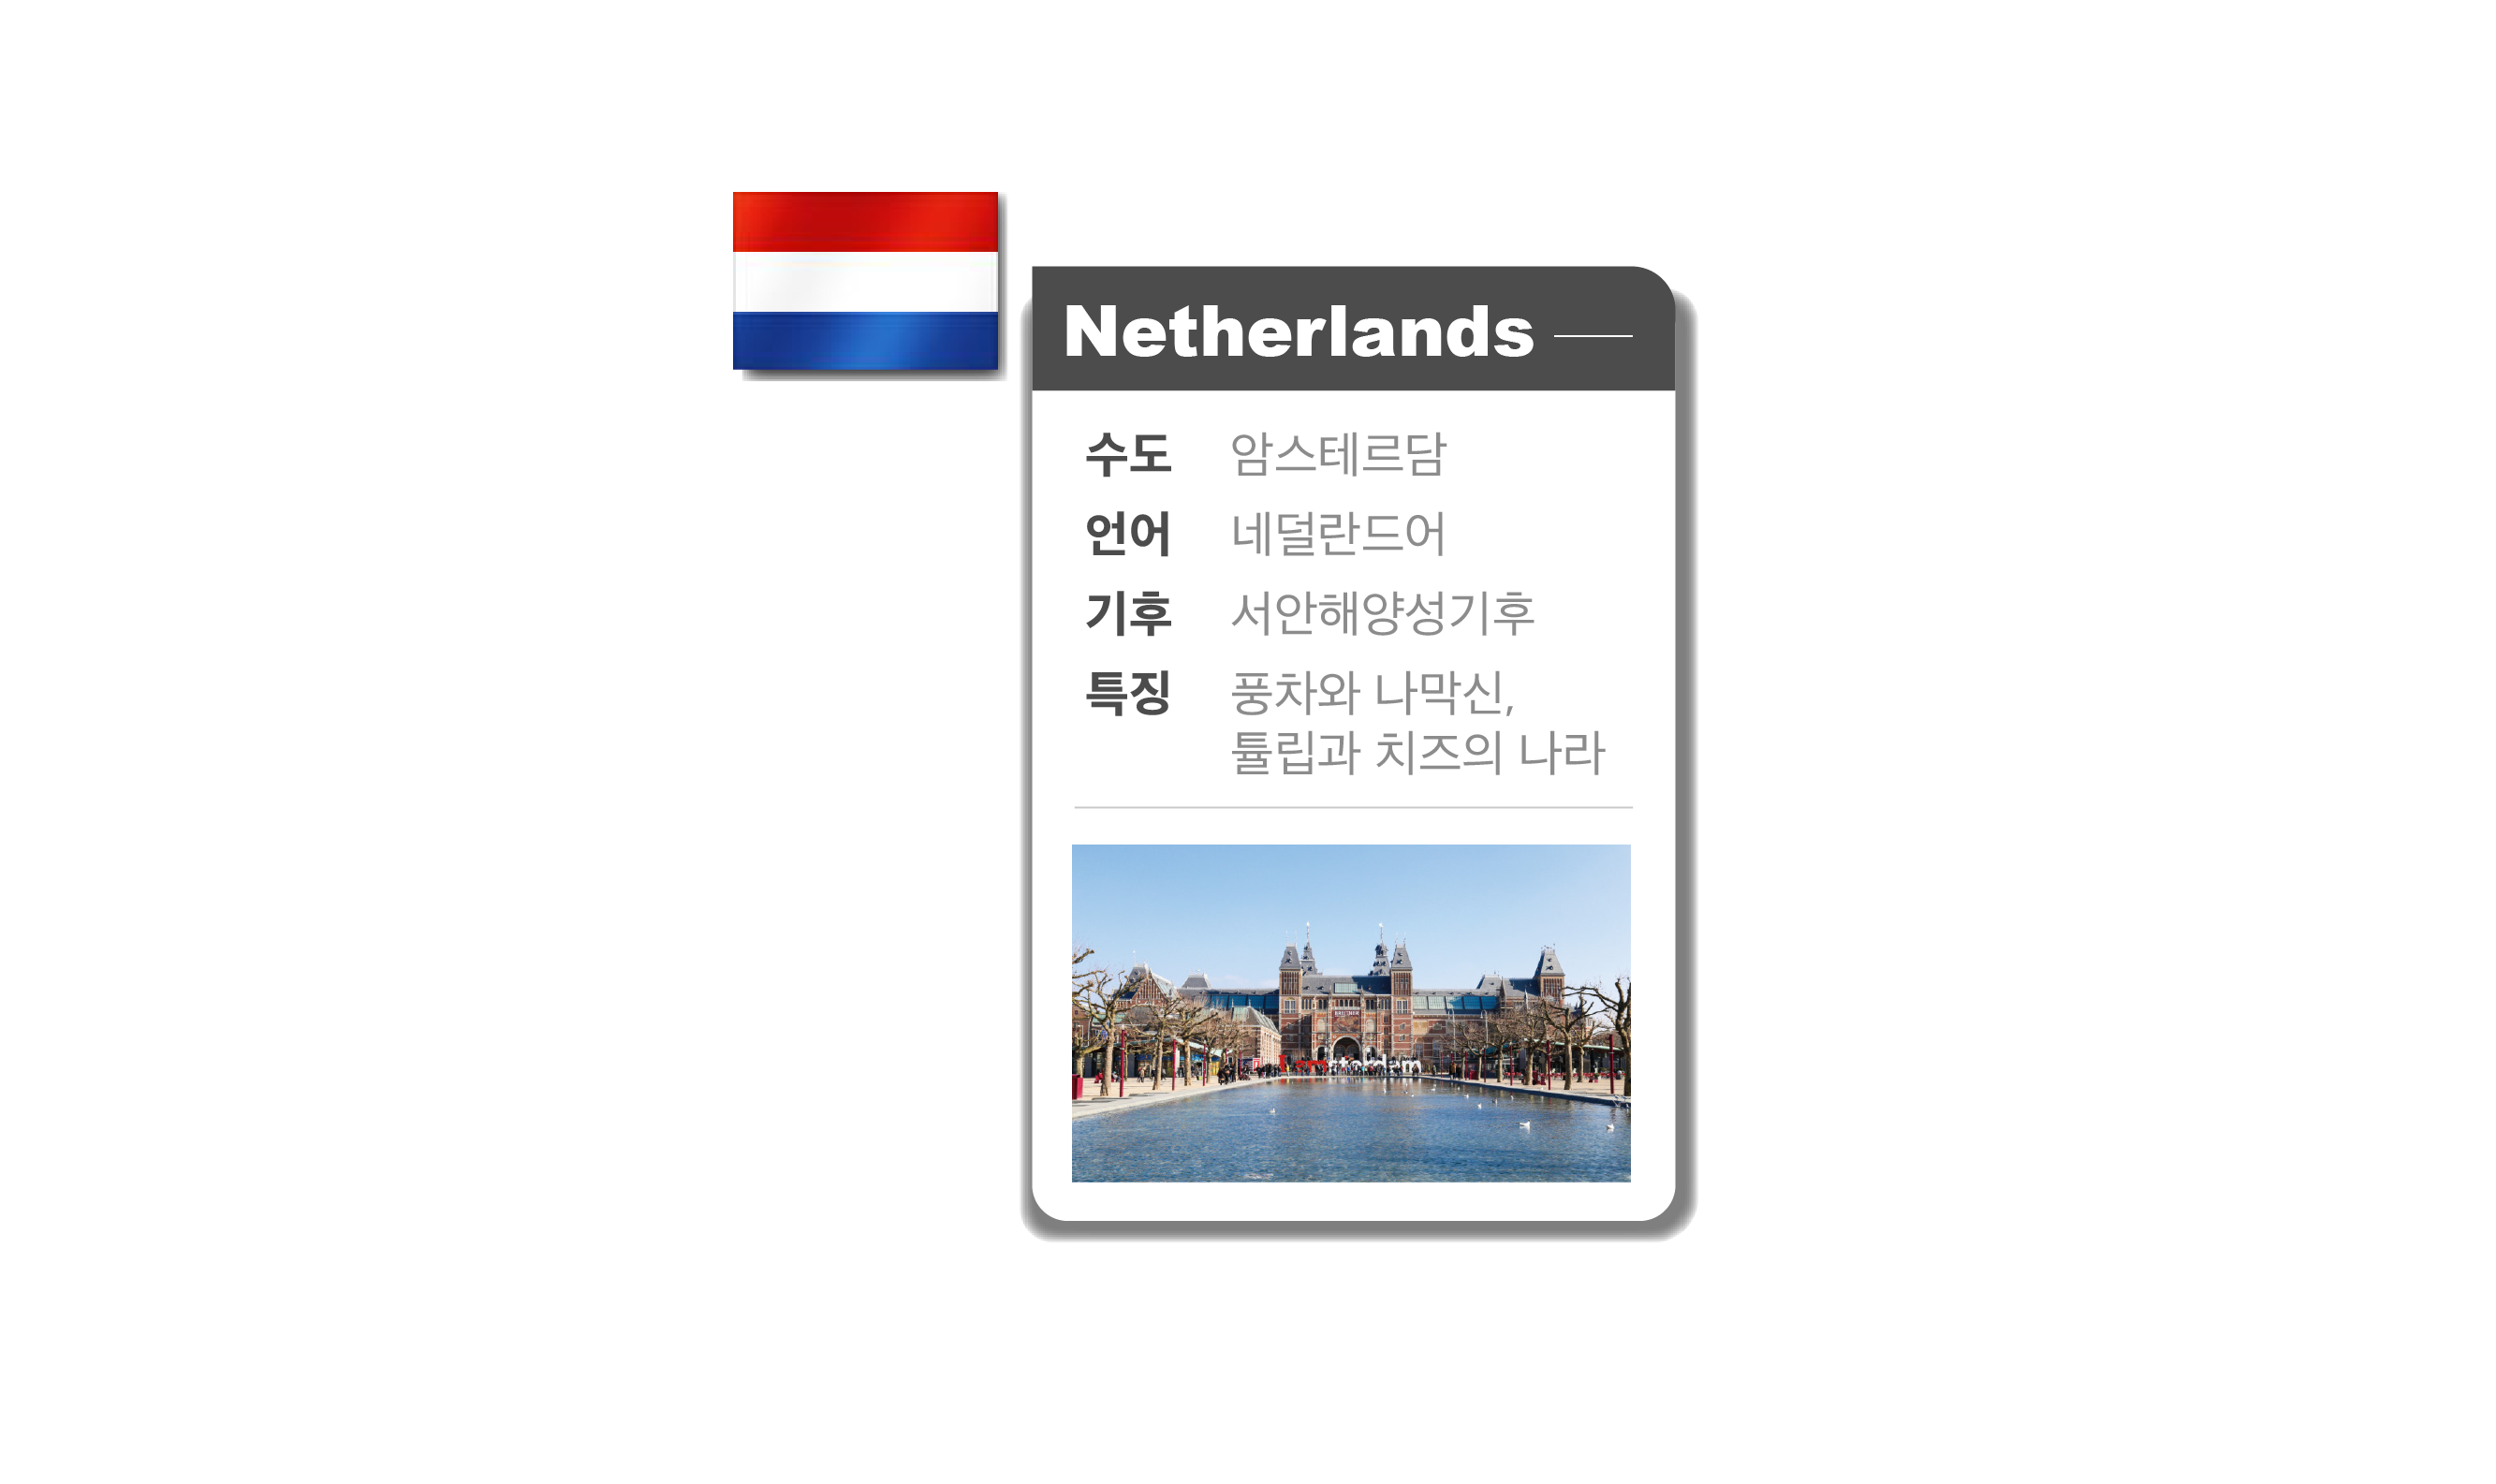 Netherlands
수도 암스테르담
언어 네덜란드어
기후 서안해양성기후
특징 풍차와 나막신,
튤립과 치즈의 나라
I amsterdam